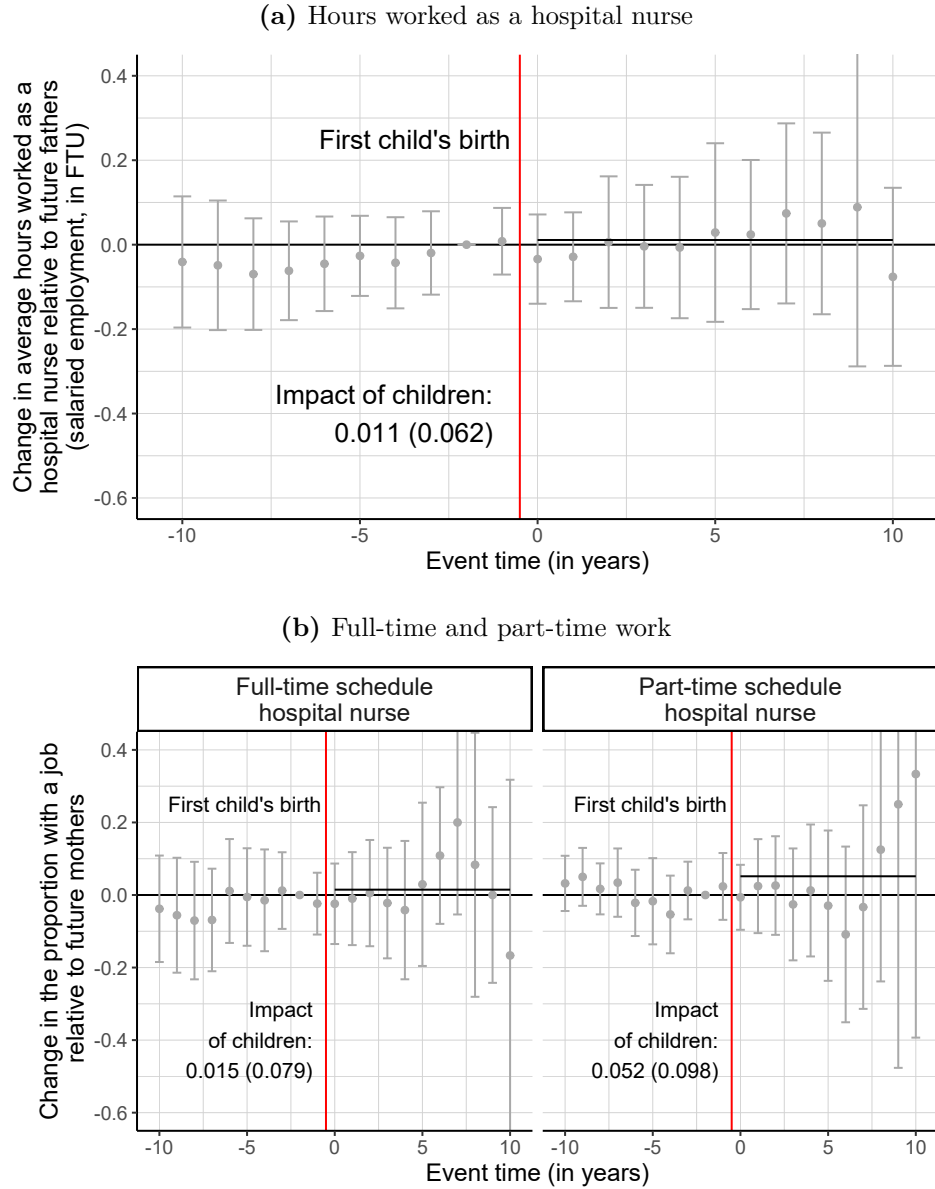 (a) Hours worked as a hospital nurse
Change in average hours worked as a
hospital nurse relative to future fathers
(salaried employment, in FTU)
0.4
0.2
0.0
-0.2
-0.4
-0.6
First child's birth
Impact of children:
0.011 (0.062)
-10
-5
0
5
10
Event time (in years)
(b) Full-time and part-time work
Full-time schedule
hospital nurse
Part-time schedule
hospital nurse
Change in the proportion with a job
relative to future mothers
0.4
0.2
0.0
-0.2
-0.4
-0.6
First child's birth
Impact
of children:
0.015 (0.079)
First child's birth
Impact
of children:
0.052 (0.098)
-10
-5
0
5
10
-10
-5
0
5
10
Event time (in years)